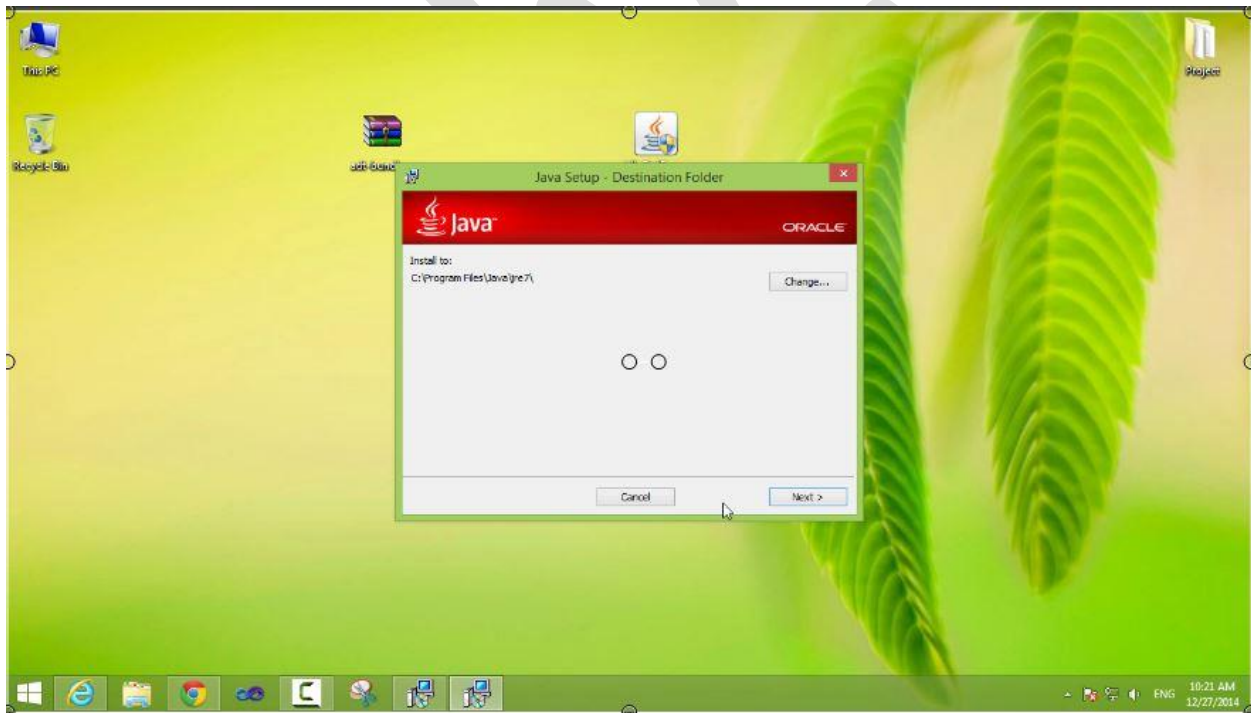 This PC
Project
Recycle Bin
Java Setup - Destination Folder
Java
ORACLE
Install to:
C:\Program Files\Java\jre7\
Change...
Cancel
Next >
ENG
10:21 AM
12/27/2014